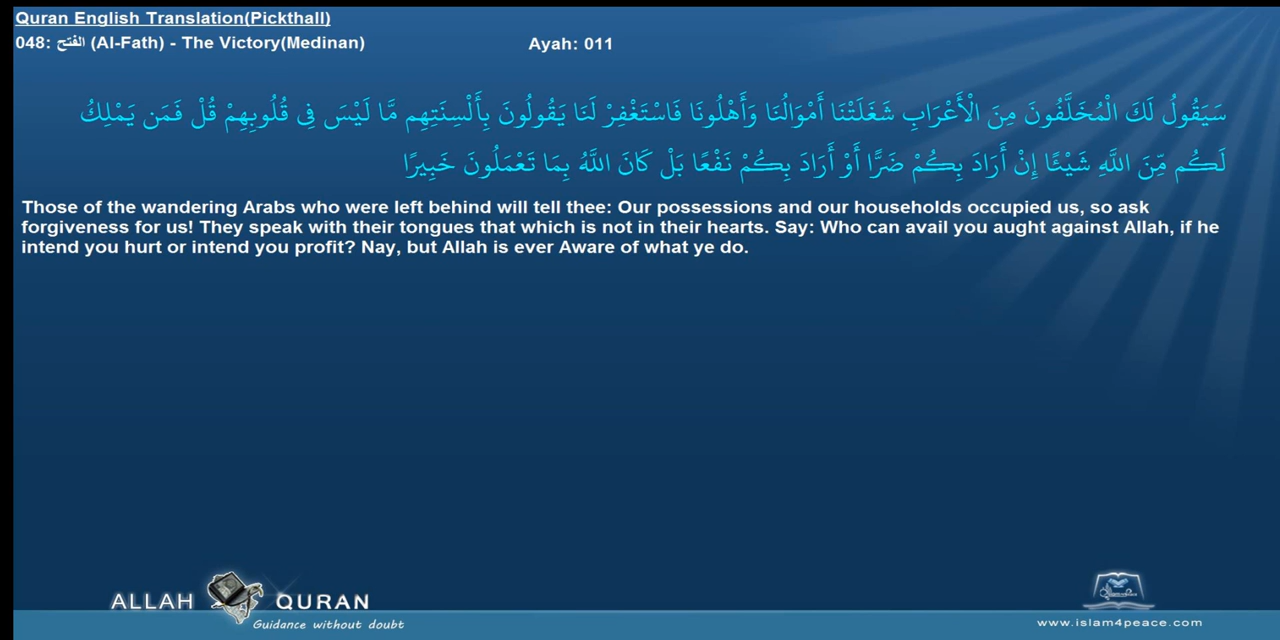 Quran English Translation(Pickthall)
048: الفتح (Al-Fath) - The Victory(Medinan)
Ayah: 011
سَيَقُولُ لَكَ الْمُخَلَّفُونَ مِنَ الْأَعْرَابِ شَغَلَتْنَا أَمْوَالُنَا وَأَهْلُونَا فَاسْتَغْفِرْ لَنَا يَقُولُونَ بِأَلْسِنَتِهِم مَّا لَيْسَ فِى قُلُوبِهِمْ قُلْ فَمَن يَمْلِكُ
لَكُم مِّنَ اللَّهِ شَيْئًا إِنْ أَرَادَ بِكُمْ ضَرًّا أَوْ أَرَادَ بِكُمْ نَفْعًا بَلْ كَانَ اللَّهُ بِمَا تَعْمَلُونَ خَبِيرًا
Those of the wandering Arabs who were left behind will tell thee: Our possessions and our households occupied us, so ask
forgiveness for us! They speak with their tongues that which is not in their hearts. Say: Who can avail you aught against Allah, if he
intend you hurt or intend you profit? Nay, but Allah is ever Aware of what ye do.
ALLAH QURAN
Guidance without doubt
www.islam4peace.com